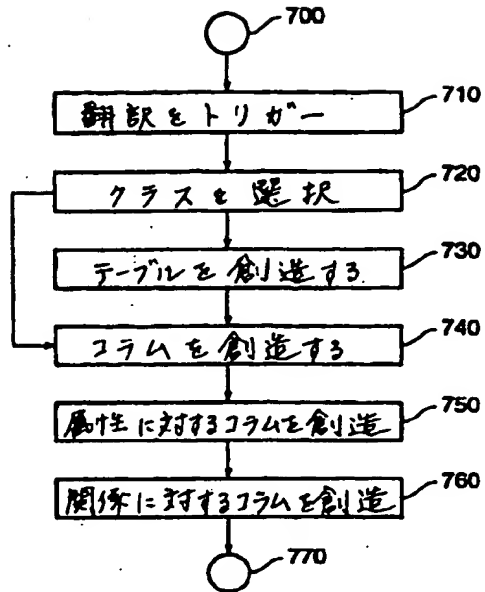 700
翻訳をトリガー
710
クラスを選択
720
テーブルを創造する
730
コラムを創造する
740
属性に対するコラムを創造
750
関係に対するコラムを創造
760
770